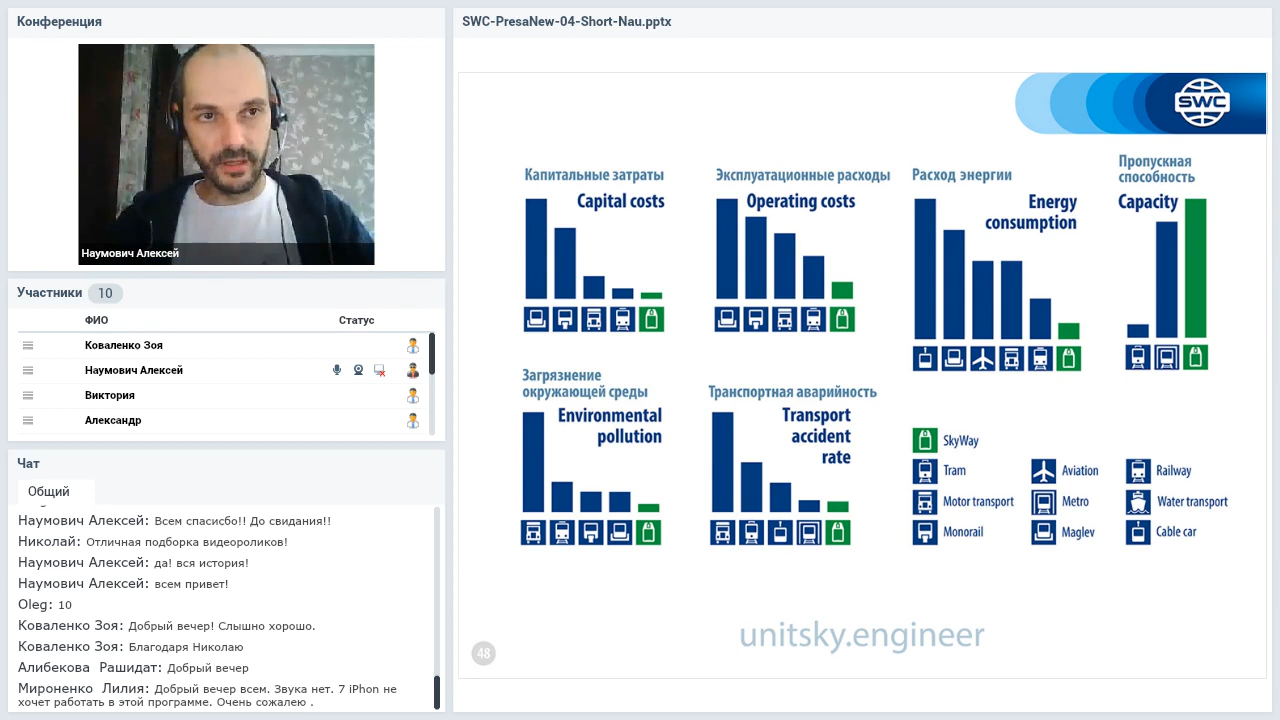 Конференция
Наумович Алексей
Участники 10
ФИО Статус
Коваленко Зоя
Наумович Алексей
Виктория
Александр
Чат
Общий
Наумович Алексей: Всем спасисбо!! До свидания!!
Николай: Отличная подборка видеороликов!
Наумович Алексей: да! вся история!
Наумович Алексей: всем привет!
Oleg: 10
Коваленко Зоя: Добрый вечер! Слышно хорошо.
Коваленко Зоя: Благодаря Николаю
Алибекова Рашидат: Добрый вечер
Мироненко Лилия: Добрый вечер всем. Звука нет. 7 iPhon не
хочет работать в этой программе. Очень сожалею .
SWC-PresaNew-04-Short-Nau.pptx
SWC
Капитальные затраты
Capital costs
Эксплуатационные расходы
Operating costs
Расход энергии
Energy
consumption
Пропускная
способность
Capacity
Загрязнение
окружающей среды
Environmental
pollution
Транспортная аварийность
Transport
accident
rate
SkyWay
Tram
Motor transport
Monorail
Aviation
Metro
Maglev
Railway
Water transport
Cable car
unitsky.engineer
48